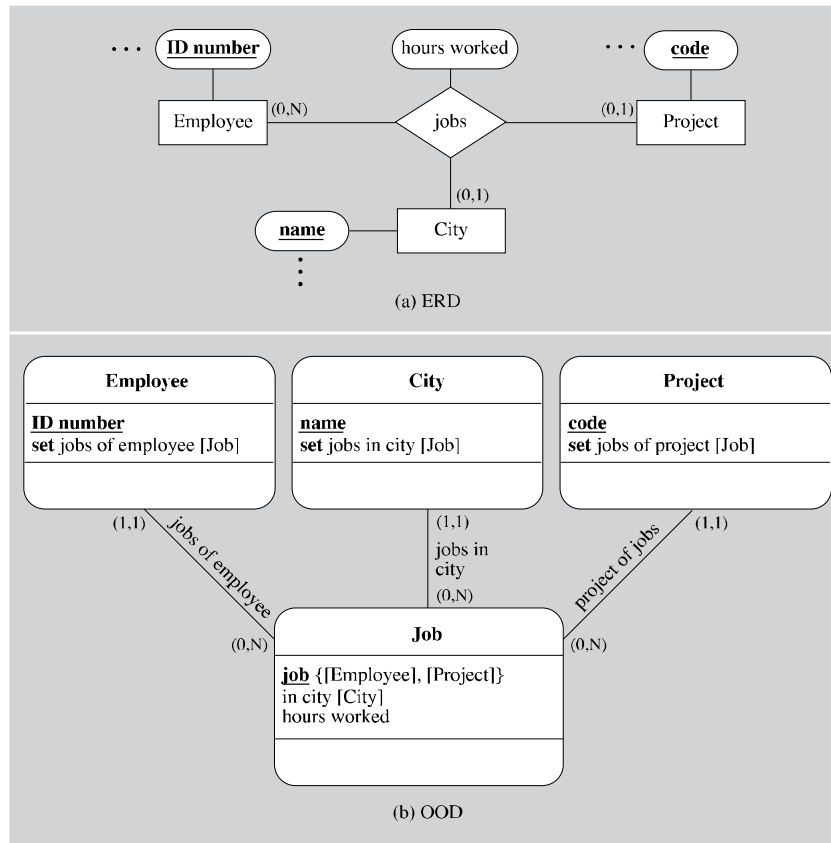 ... ID number
hours worked
... code
Employee
(0,N)
jobs
(0,1)
Project
(0,1)
name
City
(a) ERD
Employee
ID number
set jobs of employee [Job]
City
name
set jobs in city [Job]
Project
code
set jobs of project [Job]
(1,1)
jobs of employee
(0,N)
(1,1)
jobs in
city
(0,N)
(1,1)
project of jobs
(0,N)
Job
job {[Employee], [Project]}
in city [City]
hours worked
(b) OOD